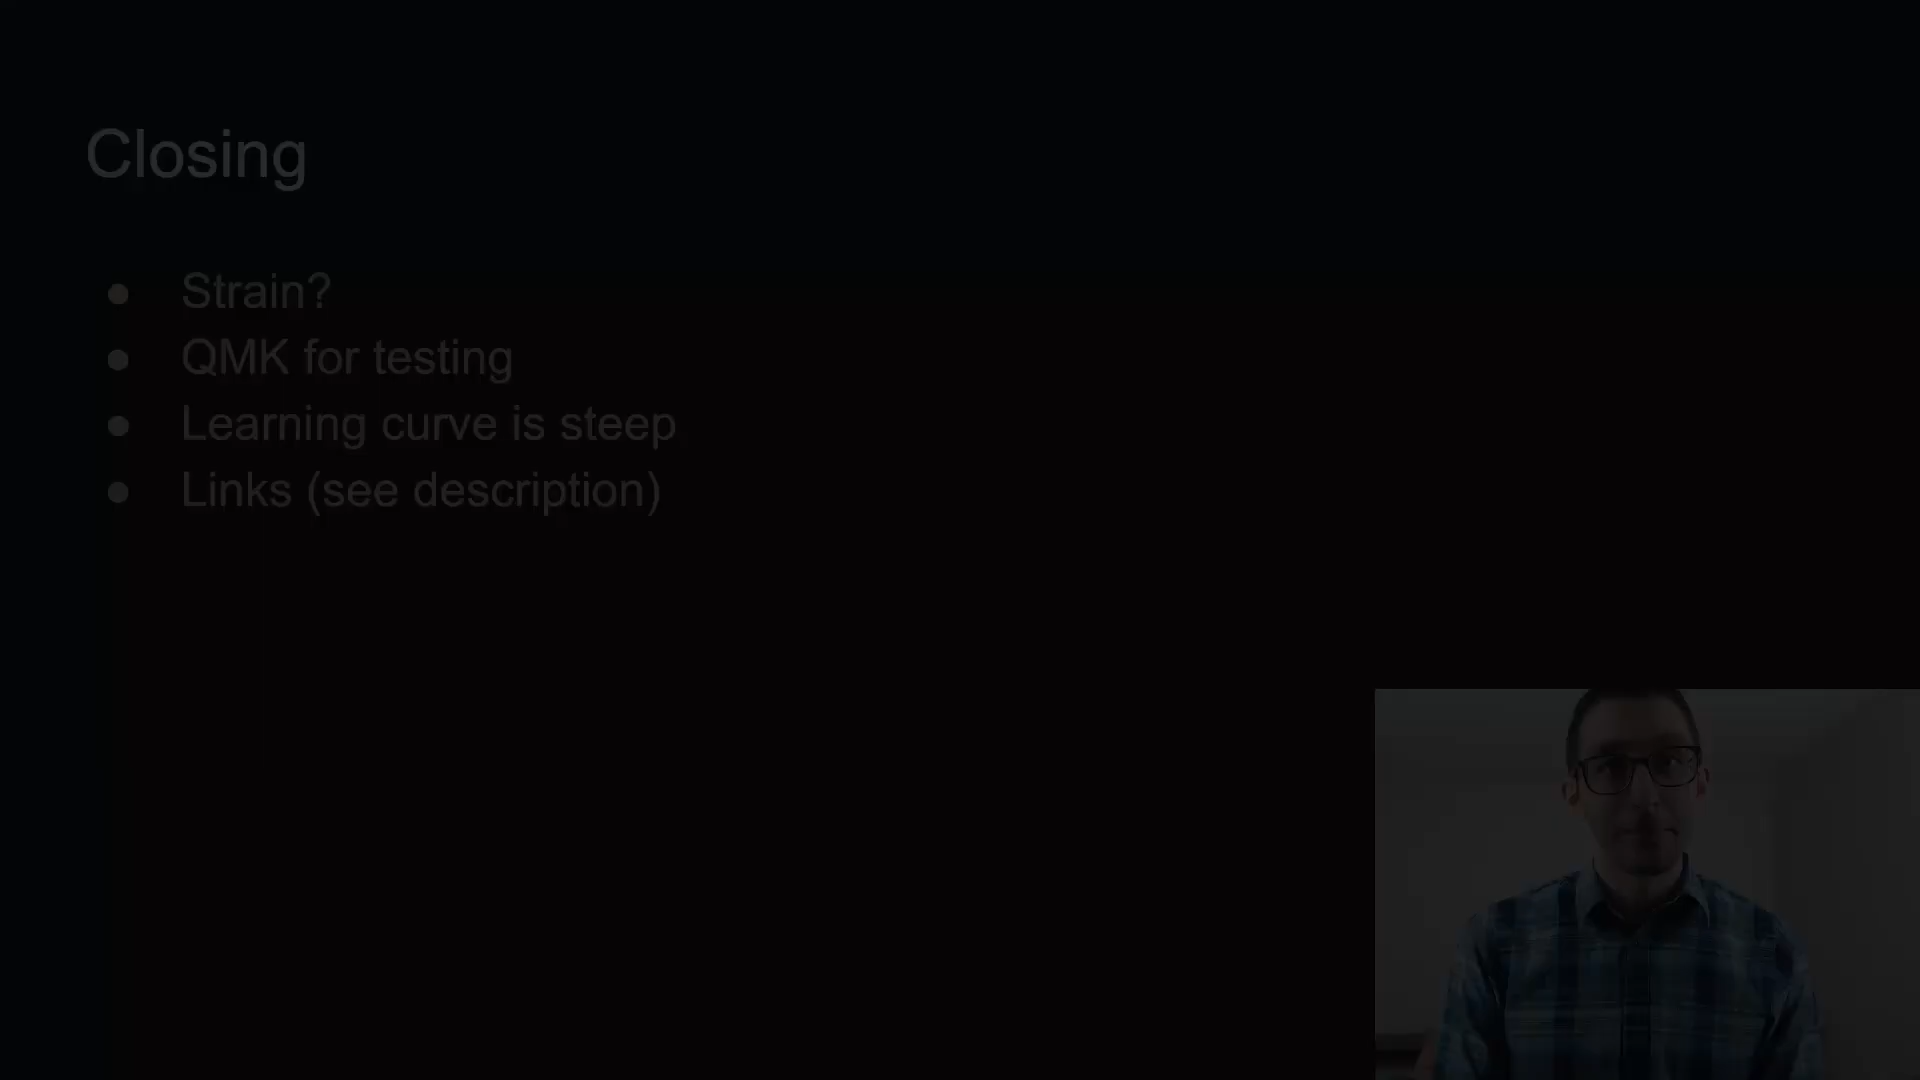 Closing
● Strain?
● QMK for testing
● Learning curve is steep
● Links (see description)